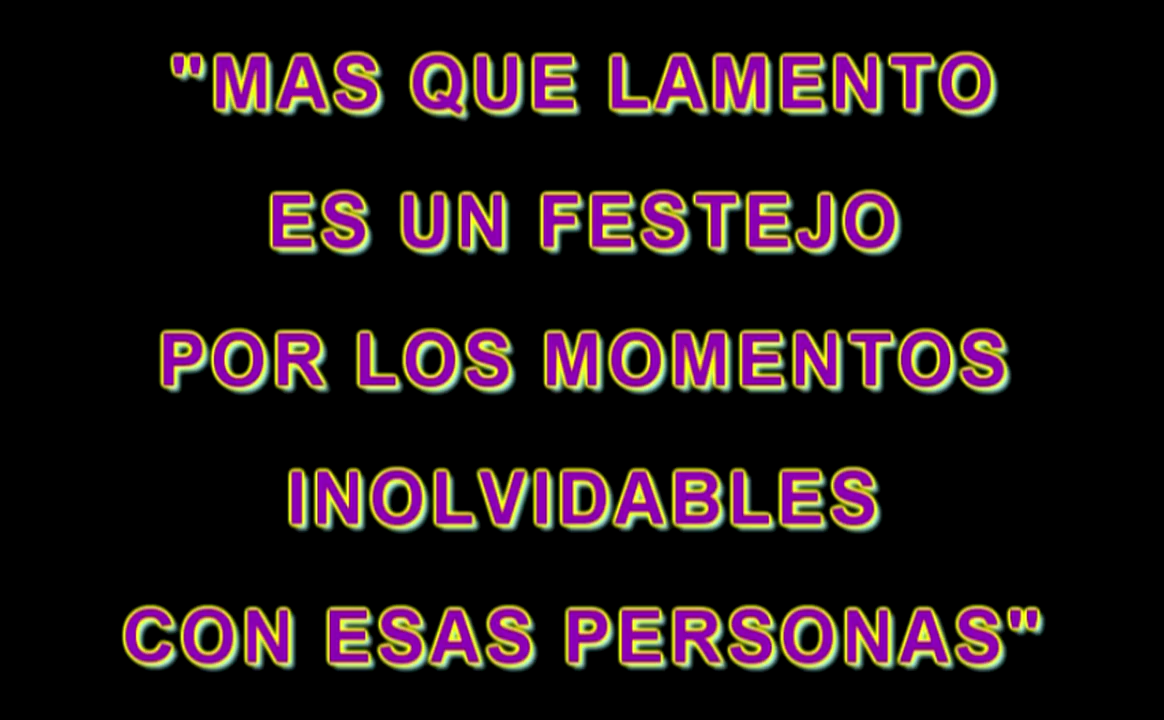 "MAS QUE LAMENTO
ES UN FESTEJO
POR LOS MOMENTOS
INOLVIDABLES
CON ESAS PERSONAS"